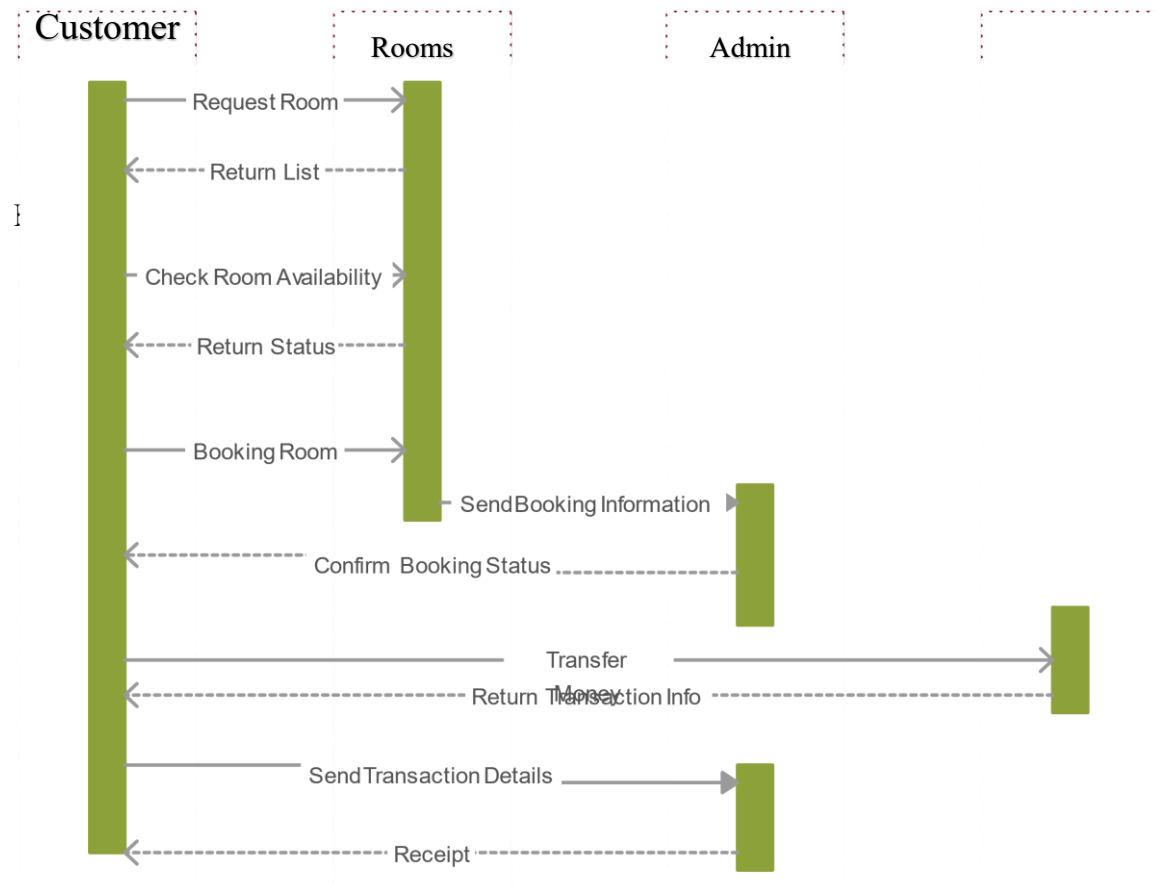 Customer
Rooms
Admin
Request Room
Return List
Check Room Availability
Return Status
Booking Room
Send Booking Information
Confirm Booking Status
Transfer
Money
Return Transaction Info
Send Transaction Details
Receipt